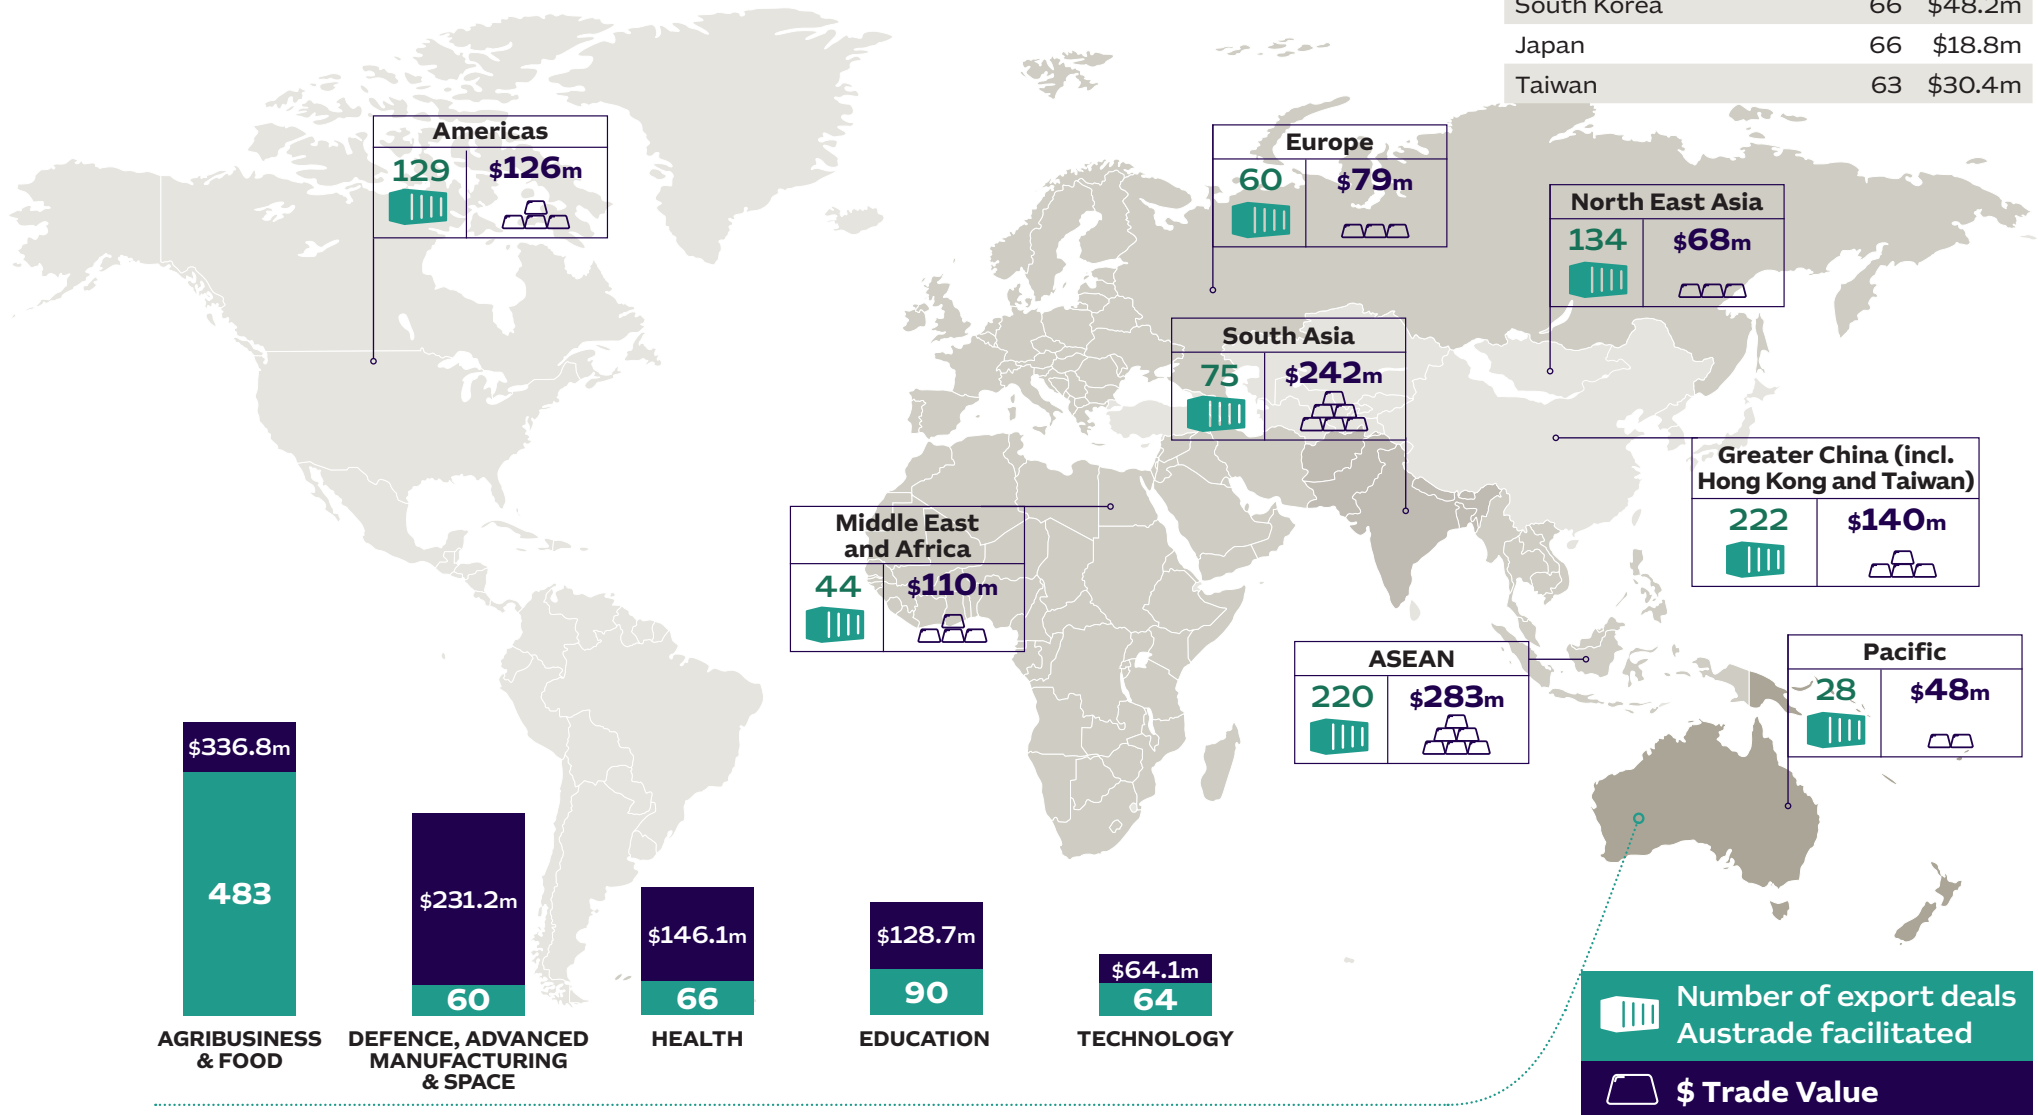 South Korea 66 $48.2m
Japan 66 $18.8m
Taiwan 63 $30.4m
Americas
129 $126m
Europe
60 $79m
North East Asia
134 $68m
South Asia
75 $242m
Greater China (incl.
Hong Kong and Taiwan)
222 $140m
Middle East
and Africa
44 $110m
ASEAN
220 $283m
Pacific
28 $48m
$336.8m
483
AGRIBUSINESS
& FOOD
$231.2m
60
DEFENCE, ADVANCED
MANUFACTURING
& SPACE
$146.1m
66
HEALTH
$128.7m
90
EDUCATION
$64.1m
64
TECHNOLOGY
Number of export deals
Austrade facilitated
$ Trade Value